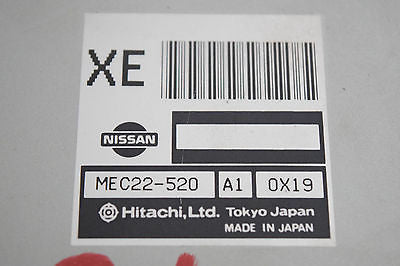 XE
NISSAN
MEC22-520 A1 0X19
Hitachi,Ltd. Tokyo Japan
MADE IN JAPAN